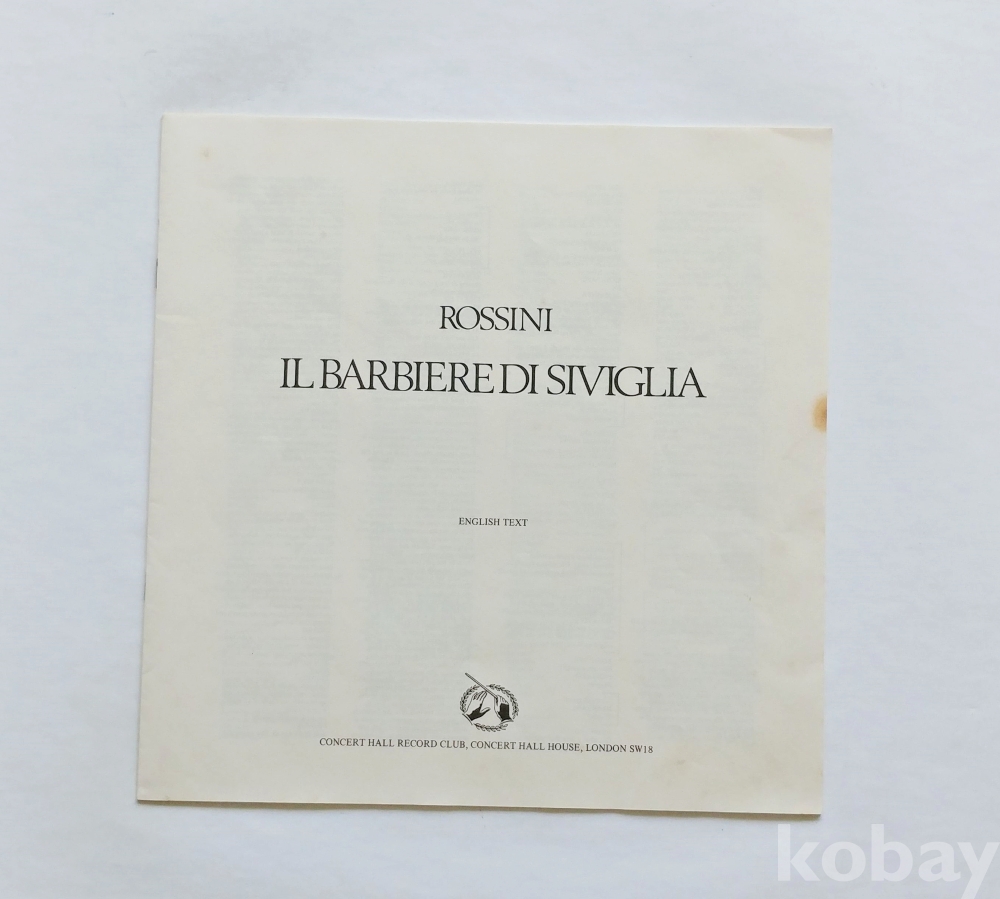 ROSSINI
IL BARBIERE DI SIVIGLIA
ENGLISH TEXT
CONCERT HALL RECORD CLUB, CONCERT HALL HOUSE, LONDON SW18
kobay